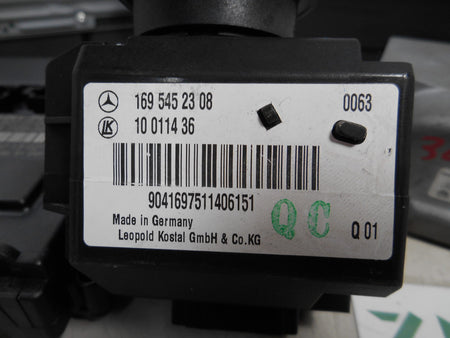 169 545 23 08 0063
LK 10 0114 36
9041697511406151
Made in Germany
Leopold Kostal GmbH & Co.KG
QC
Q 01